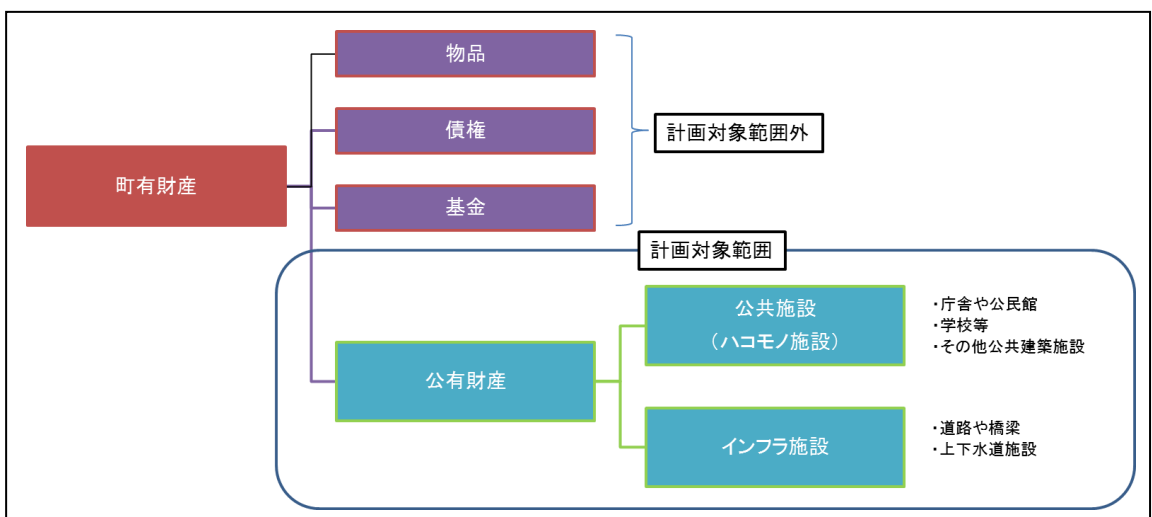 物品
債権
計画対象範囲外
町有財産
基金
計画対象範囲
公共施設
(ハコモノ施設)
・庁舎や公民館
・学校等
・その他公共建築施設
公有財産
インフラ施設
・道路や橋梁
・上下水道施設